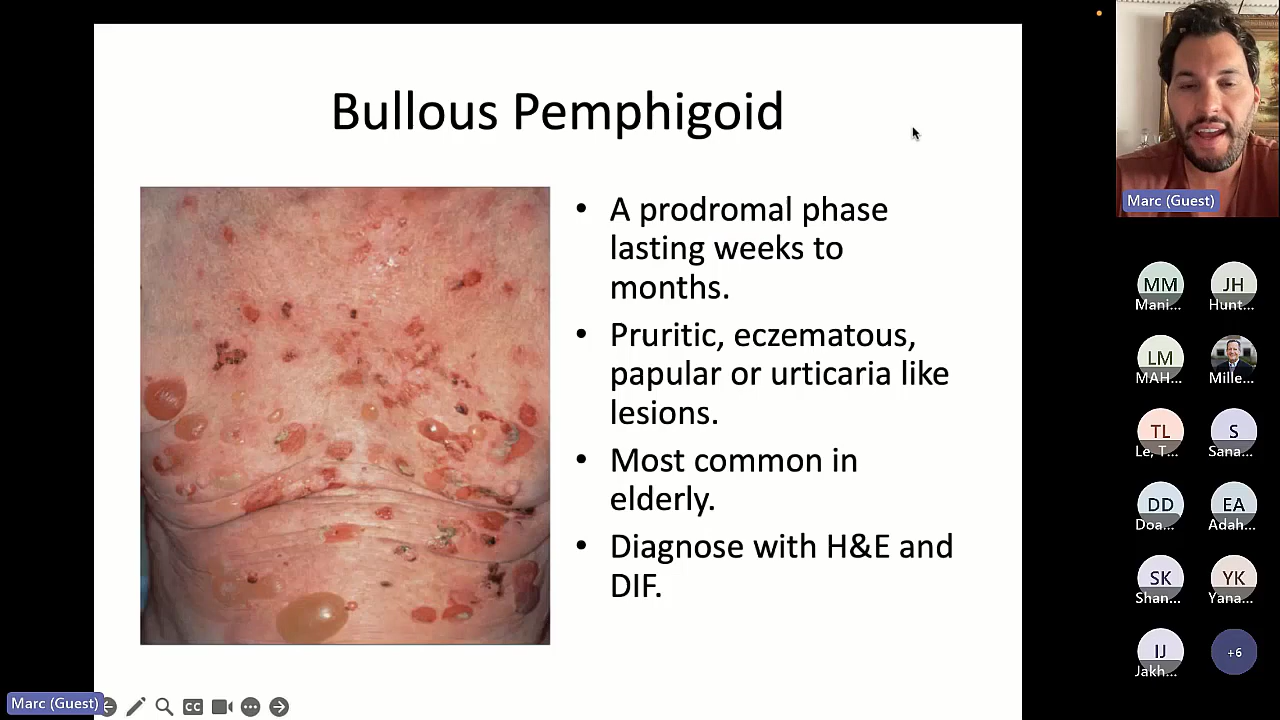 Bullous Pemphigoid
• A prodromal phase
lasting weeks to
months.
• Pruritic, eczematous,
papular or urticaria like
lesions.
• Most common in
elderly.
• Diagnose with H&E and
DIF.
Marc (Guest)
MM
JH
Mani...
Hunt...
LM
MAH...
Mille...
TL
S
Le, T...
Sana...
DD
EA
Doa...
Adah...
SK
YK
Shan...
Yana...
IJ
+6
Jakh...
Marc (Guest)
CC